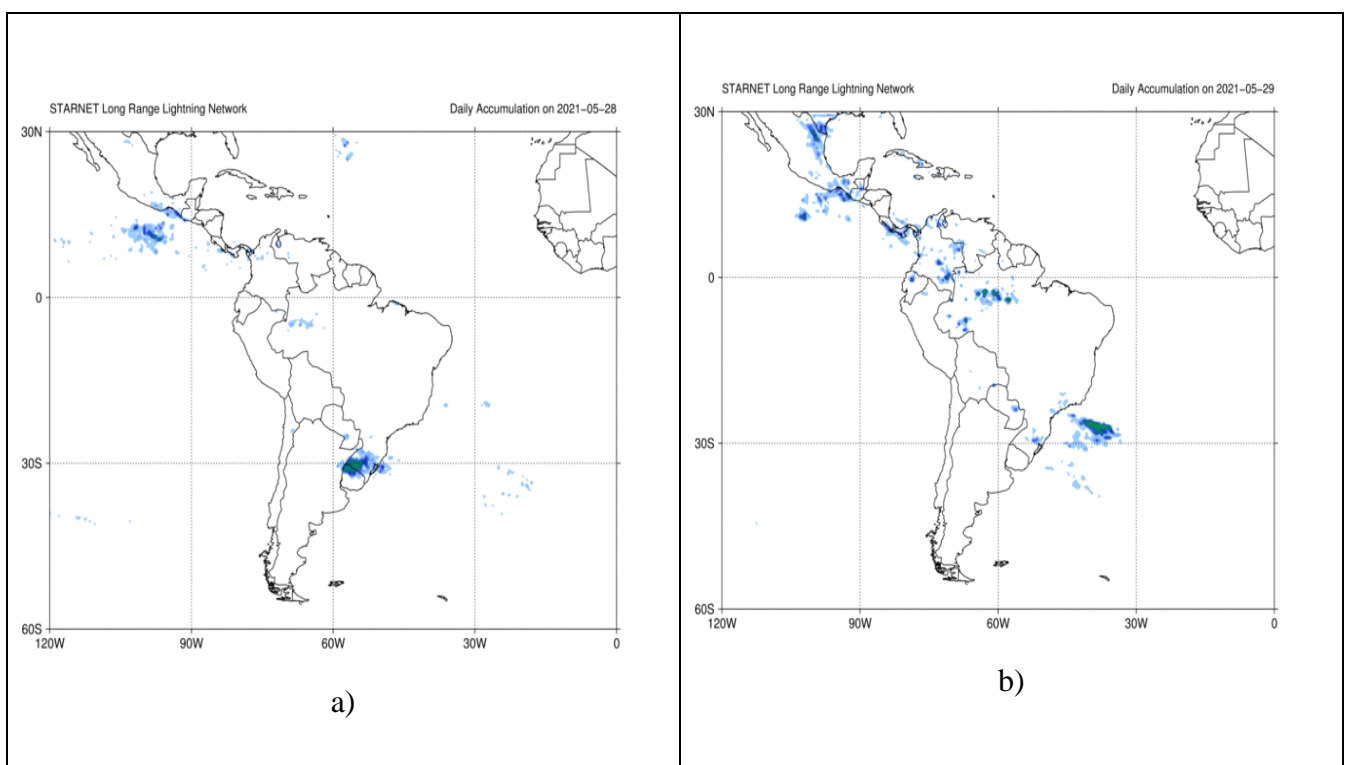 STARNET Long Range Lightning Network Daily Accumulation on 2021-05-28
30N
0
30S
60S
120W 90W 60W 30W 0
a)
STARNET Long Range Lightning Network Daily Accumulation on 2021-05-29
30N
0
30S
60S
120W 90W 60W 30W 0
b)